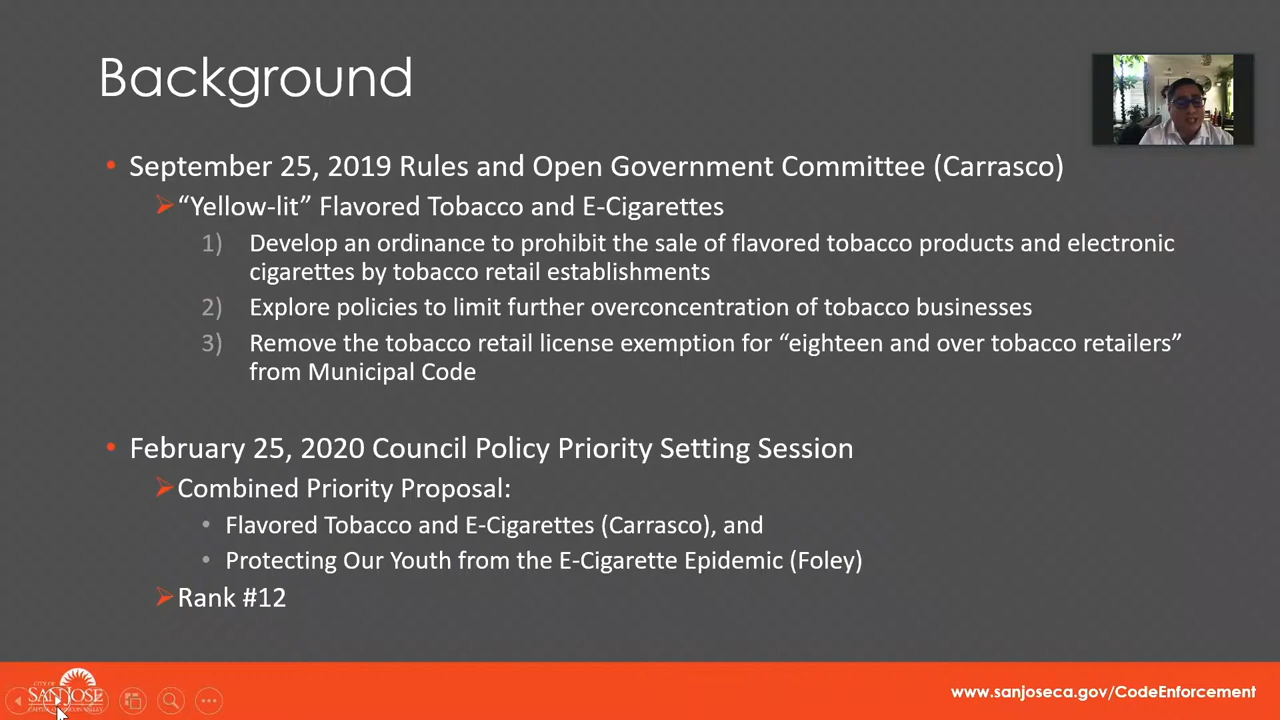 Background
• September 25, 2019 Rules and Open Government Committee (Carrasco)
➢ “Yellow-lit” Flavored Tobacco and E-Cigarettes
1) Develop an ordinance to prohibit the sale of flavored tobacco products and electronic
cigarettes by tobacco retail establishments
2) Explore policies to limit further overconcentration of tobacco businesses
3) Remove the tobacco retail license exemption for “eighteen and over tobacco retailers”
from Municipal Code
• February 25, 2020 Council Policy Priority Setting Session
➢ Combined Priority Proposal:
• Flavored Tobacco and E-Cigarettes (Carrasco), and
• Protecting Our Youth from the E-Cigarette Epidemic (Foley)
➢ Rank #12
CITY OF
SAN JOSE
www.sanjoseca.gov/CodeEnforcement